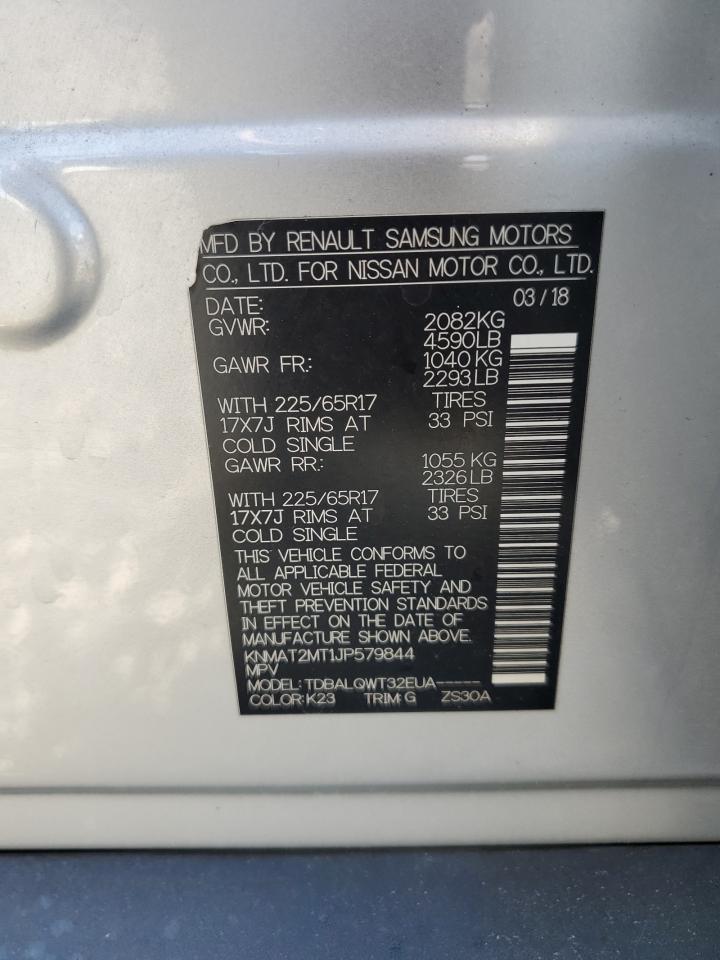 MFD BY RENAULT SAMSUNG MOTORS
CO., LTD. FOR NISSAN MOTOR CO., LTD.
DATE: 03 / 18
GVWR: 2082KG
4590LB
GAWR FR.: 1040 KG
2293LB
WITH 225/65R17 TIRES
17X7J RIMS AT 33 PSI
COLD SINGLE
GAWR RR.: 1055 KG
2326LB
WITH 225/65R17 TIRES
17X7J RIMS AT 33 PSI
COLD SINGLE
THIS VEHICLE CONFORMS TO
ALL APPLICABLE FEDERAL
MOTOR VEHICLE SAFETY AND
THEFT PREVENTION STANDARDS
IN EFFECT ON THE DATE OF
MANUFACTURE SHOWN ABOVE.
KNMAT2MT1JP579844
MPV
MODEL: TDBALQWT32EUA-----
COLOR: K23 TRIM: G ZS30A